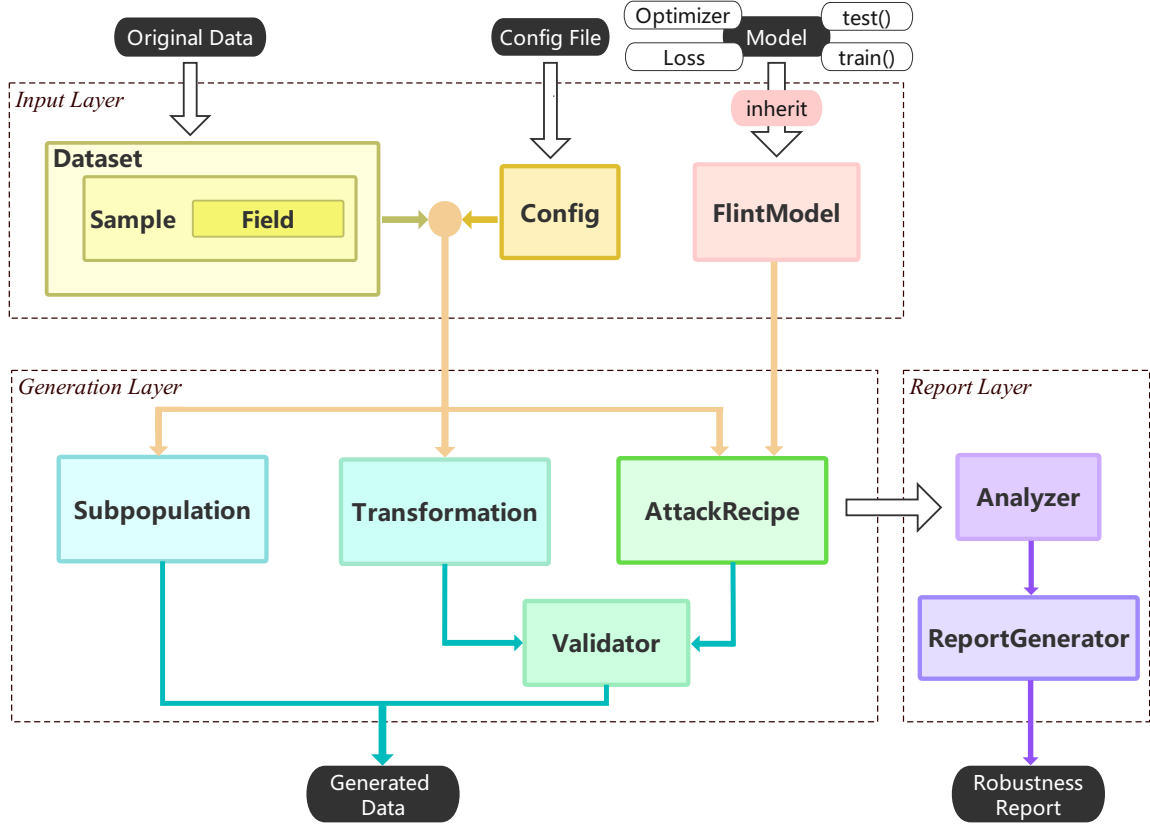 Original Data
Config File
Optimizer
Model
test()
Loss
train()
Input Layer
inherit
Dataset
Sample
Field
Config
FlintModel
Generation Layer
Report Layer
Subpopulation
Transformation
AttackRecipe
Analyzer
Validator
ReportGenerator
Generated
Data
Robustness
Report